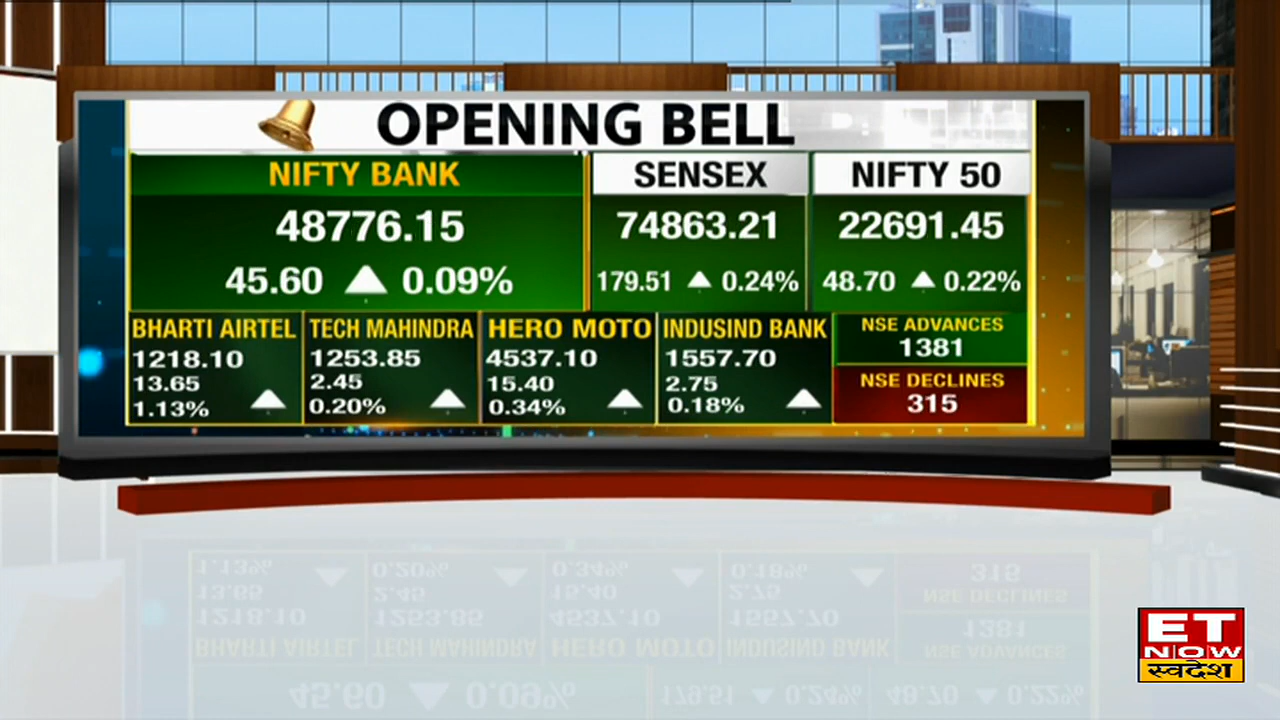 OPENING BELL
NIFTY BANK
48776.15
45.60 0.09%
SENSEX
74863.21
179.51 0.24%
NIFTY 50
22691.45
48.70 0.22%
BHARTI AIRTEL
1218.10
13.65
1.13%
TECH MAHINDRA
1253.85
2.45
0.20%
HERO MOTO
4537.10
15.40
0.34%
INDUSIND BANK
1557.70
2.75
0.18%
NSE ADVANCES
1381
NSE DECLINES
315
ET
NOW
स्वदेश